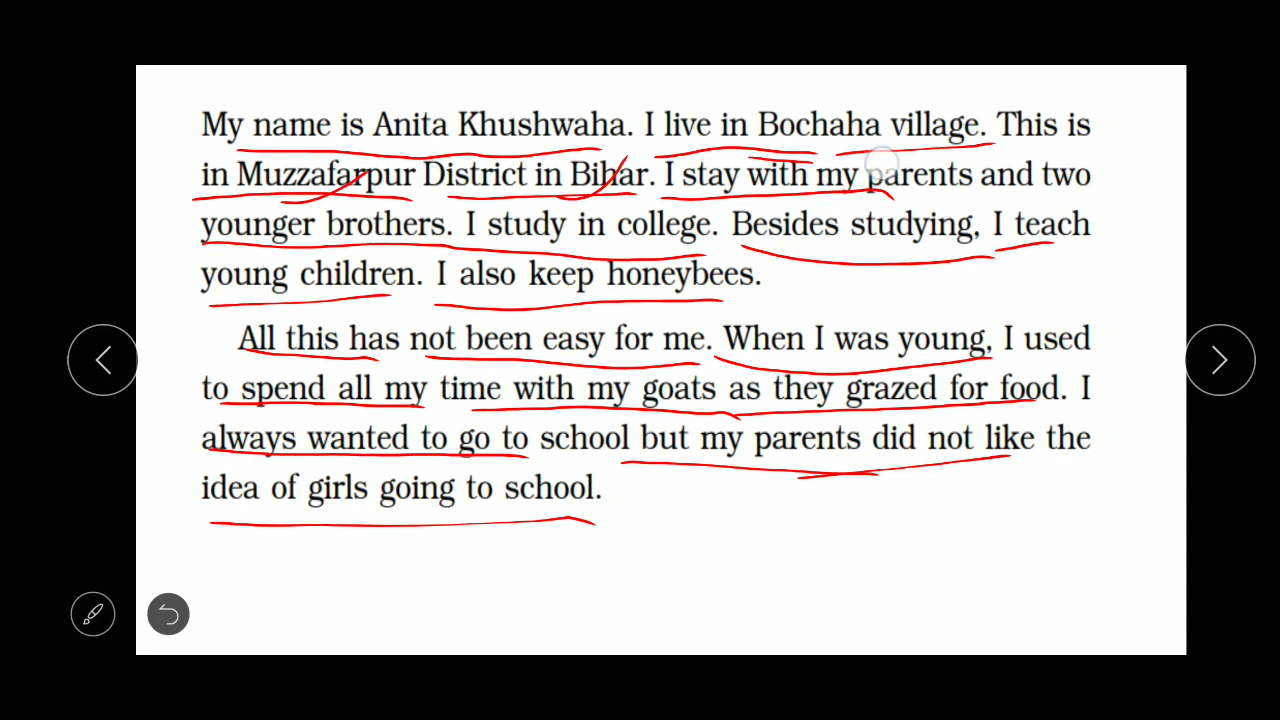 My name is Anita Khushwaha. I live in Bochaha village. This is
in Muzzafarpur District in Bihar. I stay with my parents and two
younger brothers. I study in college. Besides studying, I teach
young children. I also keep honeybees.
All this has not been easy for me. When I was young, I used
to spend all my time with my goats as they grazed for food. I
always wanted to go to school but my parents did not like the
idea of girls going to school.